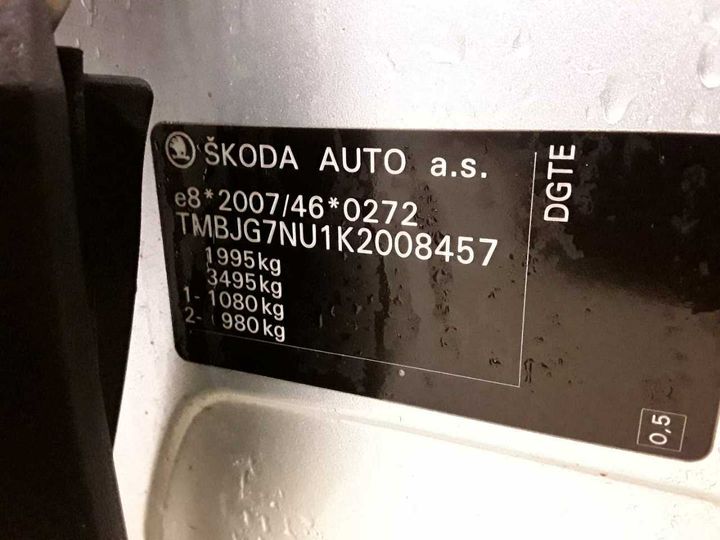 ŠKODA AUTO a.s.
e8*2007/46*0272
TMBJG7NU1K2008457
1995kg
3495kg
1- 1080kg
2- 980kg
DGTE
0,5